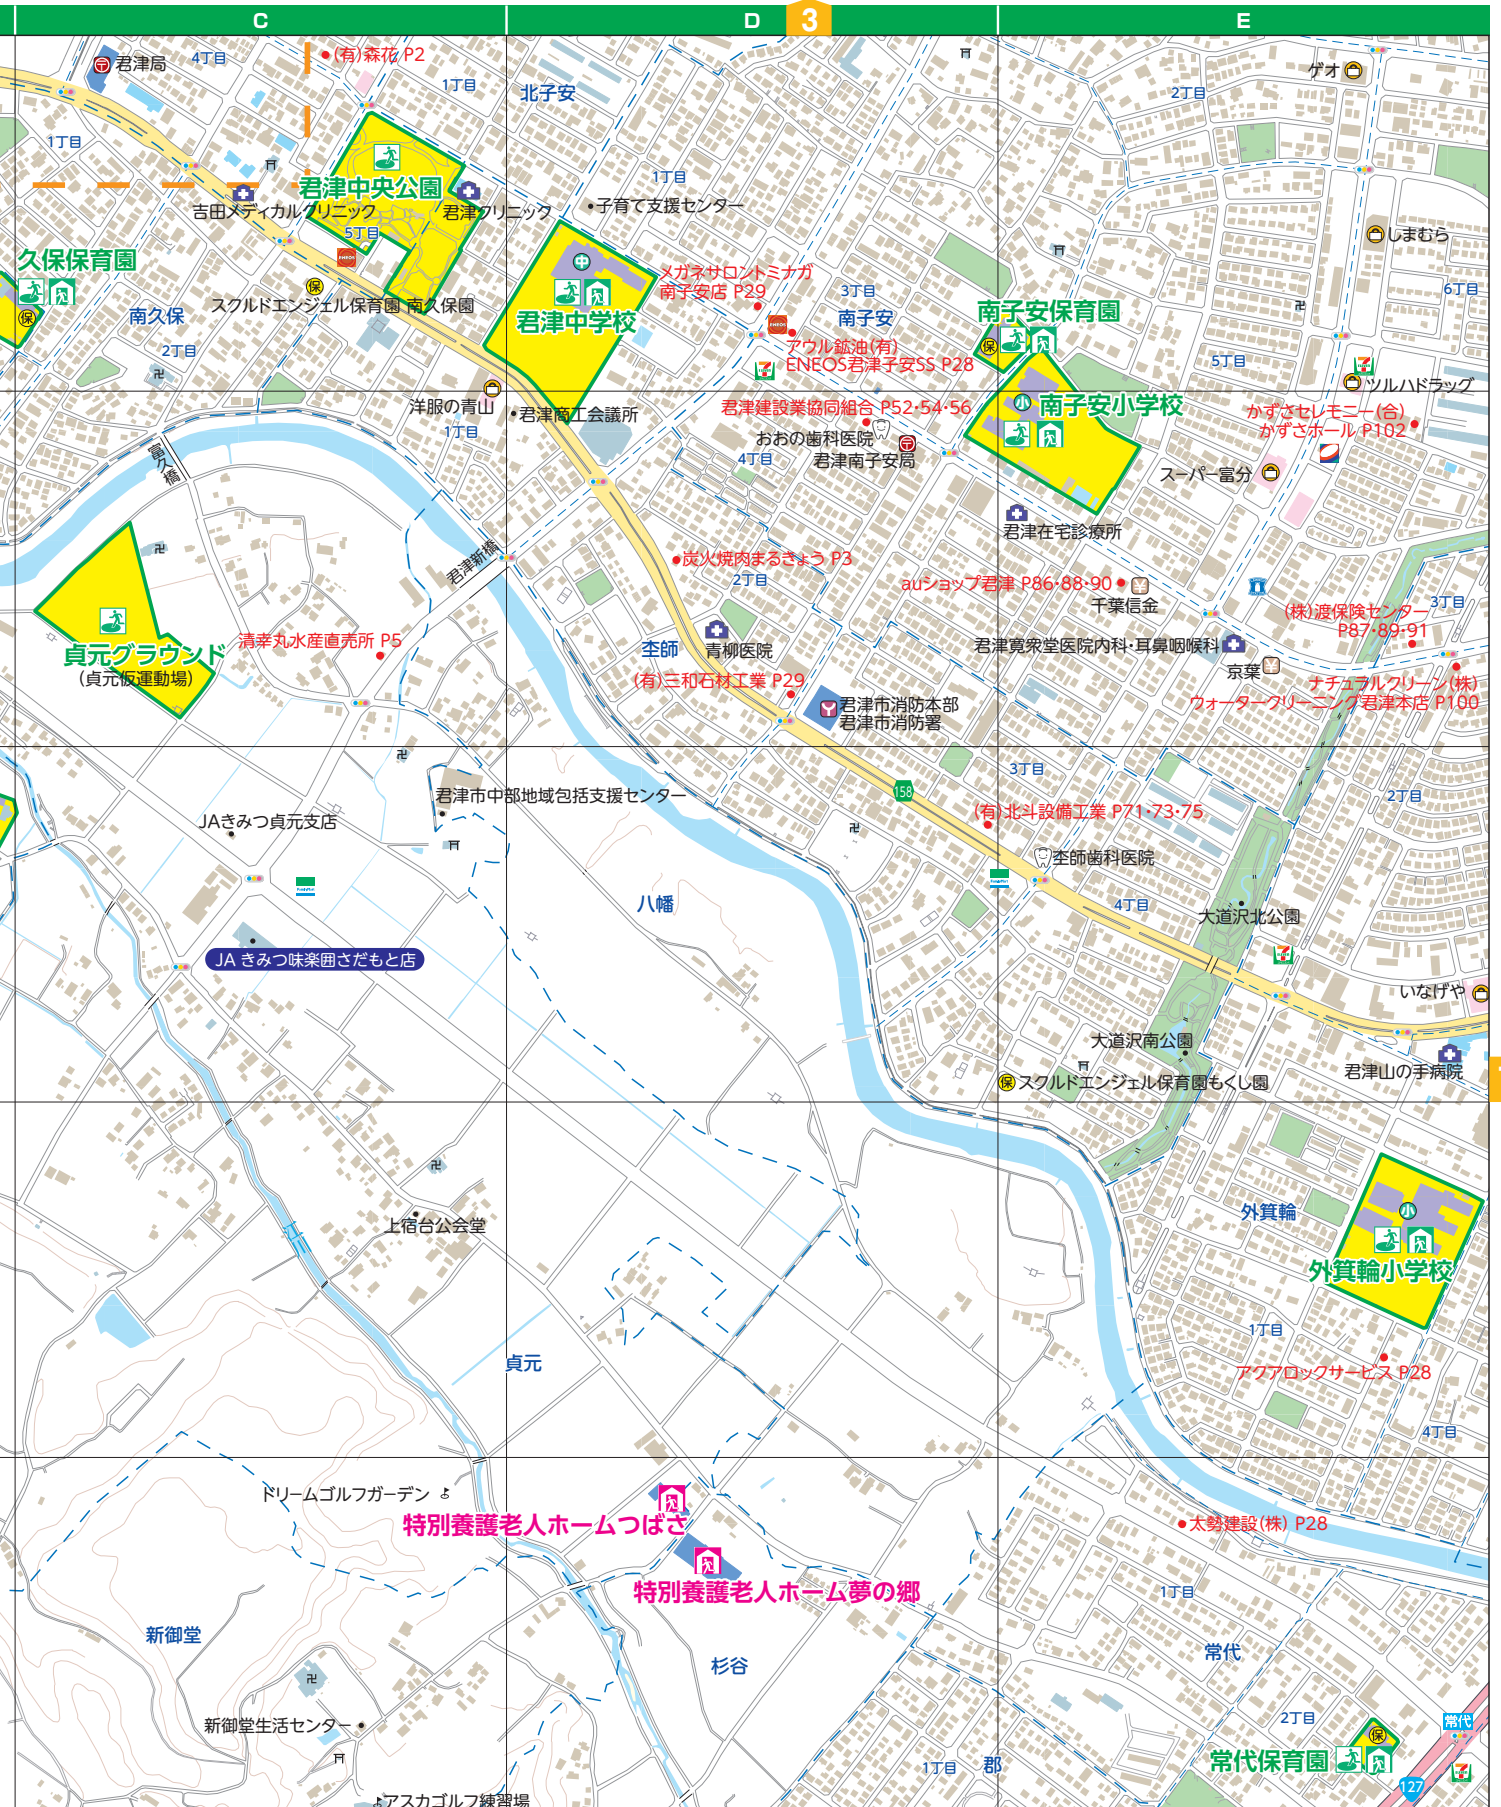 C
D
3
E
君津局
4丁目
(有)森花 P2
1丁目
北子安
ゲオ
2丁目
1丁目
君津中央公園
吉田メディカルクリニック
君津クリニック
5丁目
1丁目
子育て支援センター
しまむら
久保保育園
保
スクルドエンジェル保育園 南久保園
保
南久保
2丁目
中
君津中学校
メガネサロントミナガ
南子安店 P29
3丁目
南子安
ENEOS
ENEOS
アウル鉱油(有)
ENEOS君津子安SS P28
南子安保育園
保
6丁目
5丁目
ツルハドラッグ
洋服の青山
1丁目
君津商工会議所
君津建設業協同組合 P52・54・56
おおの歯科医院
君津南子安局
4丁目
小
南子安小学校
かずさセレモニー(合)
かずさホール P102
スーパー富分
富久橋
君津新橋
君津在宅診療所
炭火焼肉まるきょう P3
2丁目
auショップ君津 P86・88・90
千葉信金
(株)渡保険センター
P87・89・91
3丁目
貞元グラウンド
(貞元仮運動場)
清幸丸水産直売所 P5
杢師
青柳医院
君津寛衆堂医院内科・耳鼻咽喉科
京葉
(有)三和石材工業 P29
君津市消防本部
君津市消防署
ナチュラルクリーン(株)
ウォータークリーニング君津本店 P100
3丁目
158
君津市中部地域包括支援センター
JAきみつ貞元支店
(有)北斗設備工業 P71・73・75
2丁目
杢師歯科医院
八幡
4丁目
大道沢北公園
JA きみつ味楽囲さだもと店
いなげや
大道沢南公園
保
スクルドエンジェル保育園もくし園
君津山の手病院
上宿台公会堂
外箕輪
小
外箕輪小学校
1丁目
貞元
アクアロックサービス P28
4丁目
ドリームゴルフガーデン
特別養護老人ホームつばさ
太勢建設(株) P28
特別養護老人ホーム夢の郷
1丁目
新御堂
杉谷
常代
新御堂生活センター
2丁目
保
常代
常代保育園
1丁目
郡
127
アスカゴルフ練習場